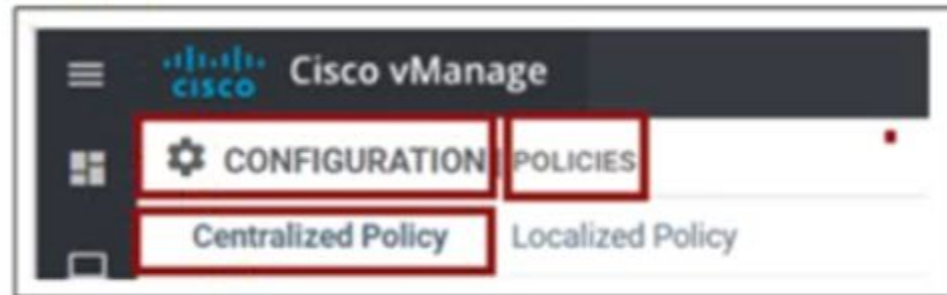 cisco Cisco vManage
CONFIGURATION | POLICIES
Centralized Policy Localized Policy